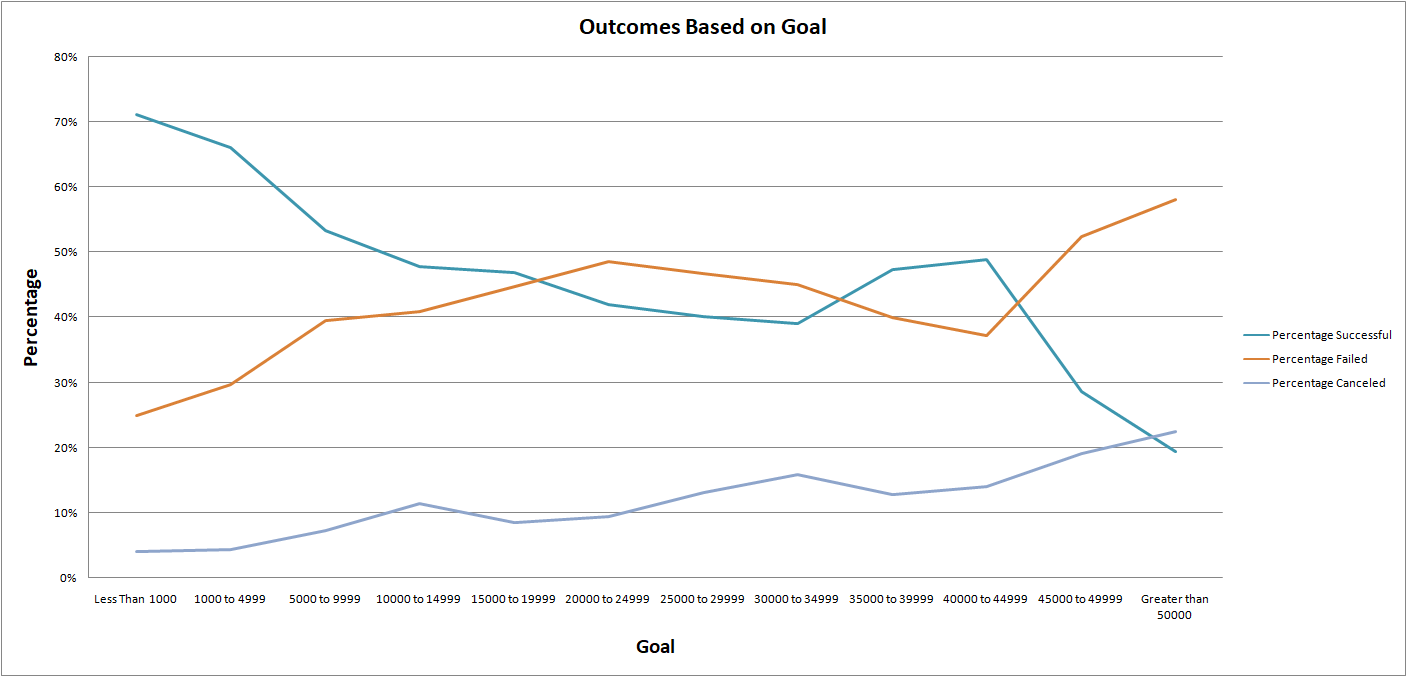 Outcomes Based on Goal
80%
70%
60%
50%
40%
30%
20%
10%
0%
Percentage
Less Than 1000 1000 to 4999 5000 to 9999 10000 to 14999 15000 to 19999 20000 to 24999 25000 to 29999 30000 to 34999 35000 to 39999 40000 to 44999 45000 to 49999 Greater than
50000
Goal
Percentage Successful
Percentage Failed
Percentage Canceled